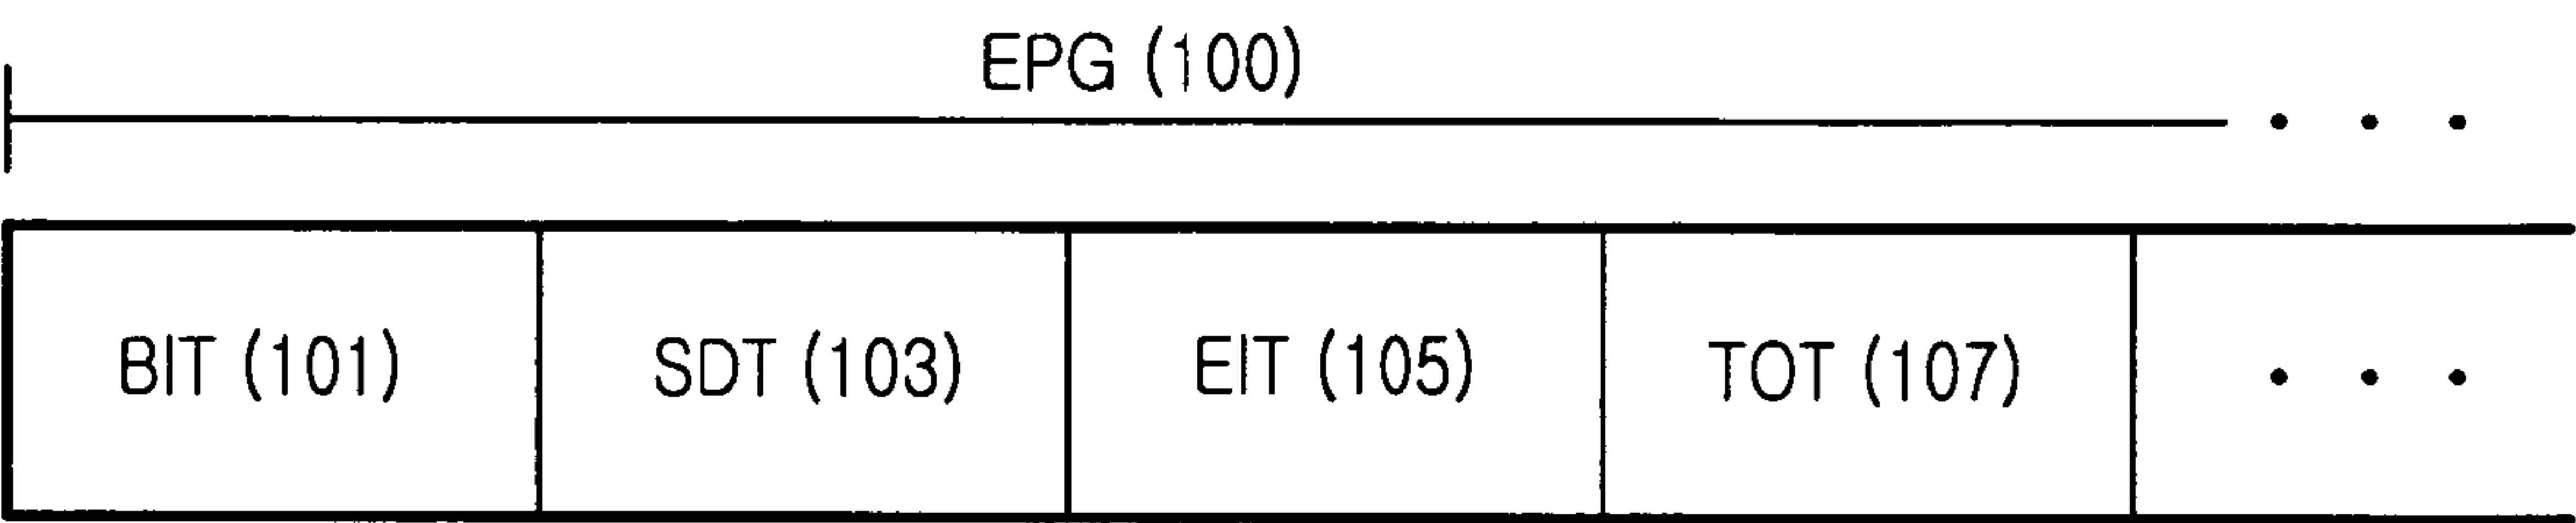 EPG (100)
BIT (101) SDT (103) EIT (105) TOT (107) . . .